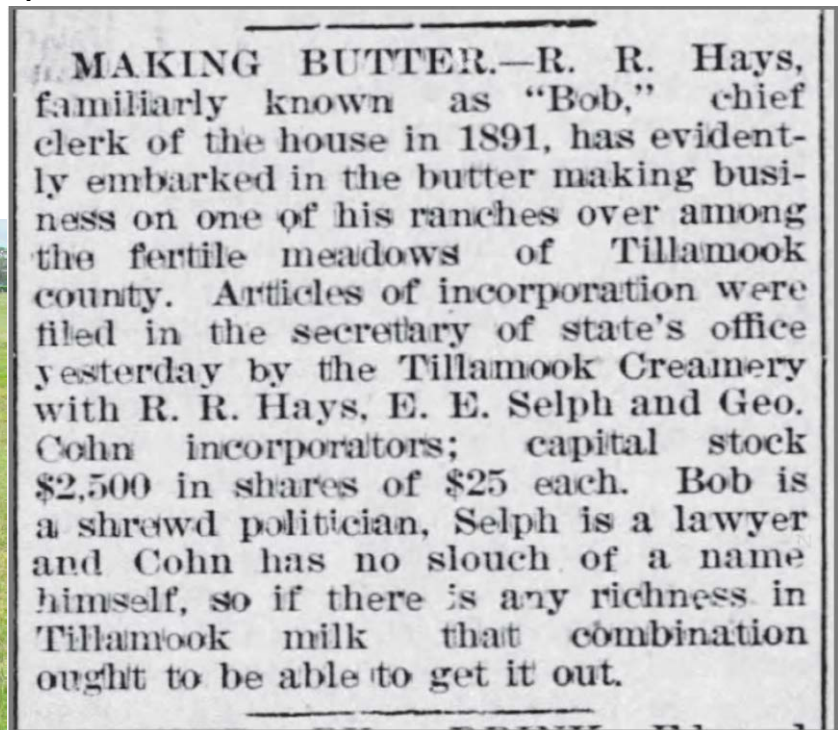 MAKING BUTTER.—R. R. Hays,
familiarly known as "Bob," chief
clerk of the house in 1891, has evident-
ly embarked in the butter making busi-
ness on one of his ranches over among
the fertile meadows of Tillamook
county. Articles of incorporation were
filed in the secretary of state's office
yesterday by the Tillamook Creamery
with R. R. Hays, E. E. Selph and Geo.
Cohn incorporators; capital stock
$2,500 in shares of $25 each. Bob is
a shrewd politician, Selph is a lawyer
and Cohn has no slouch of a name
himself, so if there is any richness in
Tillamook milk that combination
ought to be able to get it out.